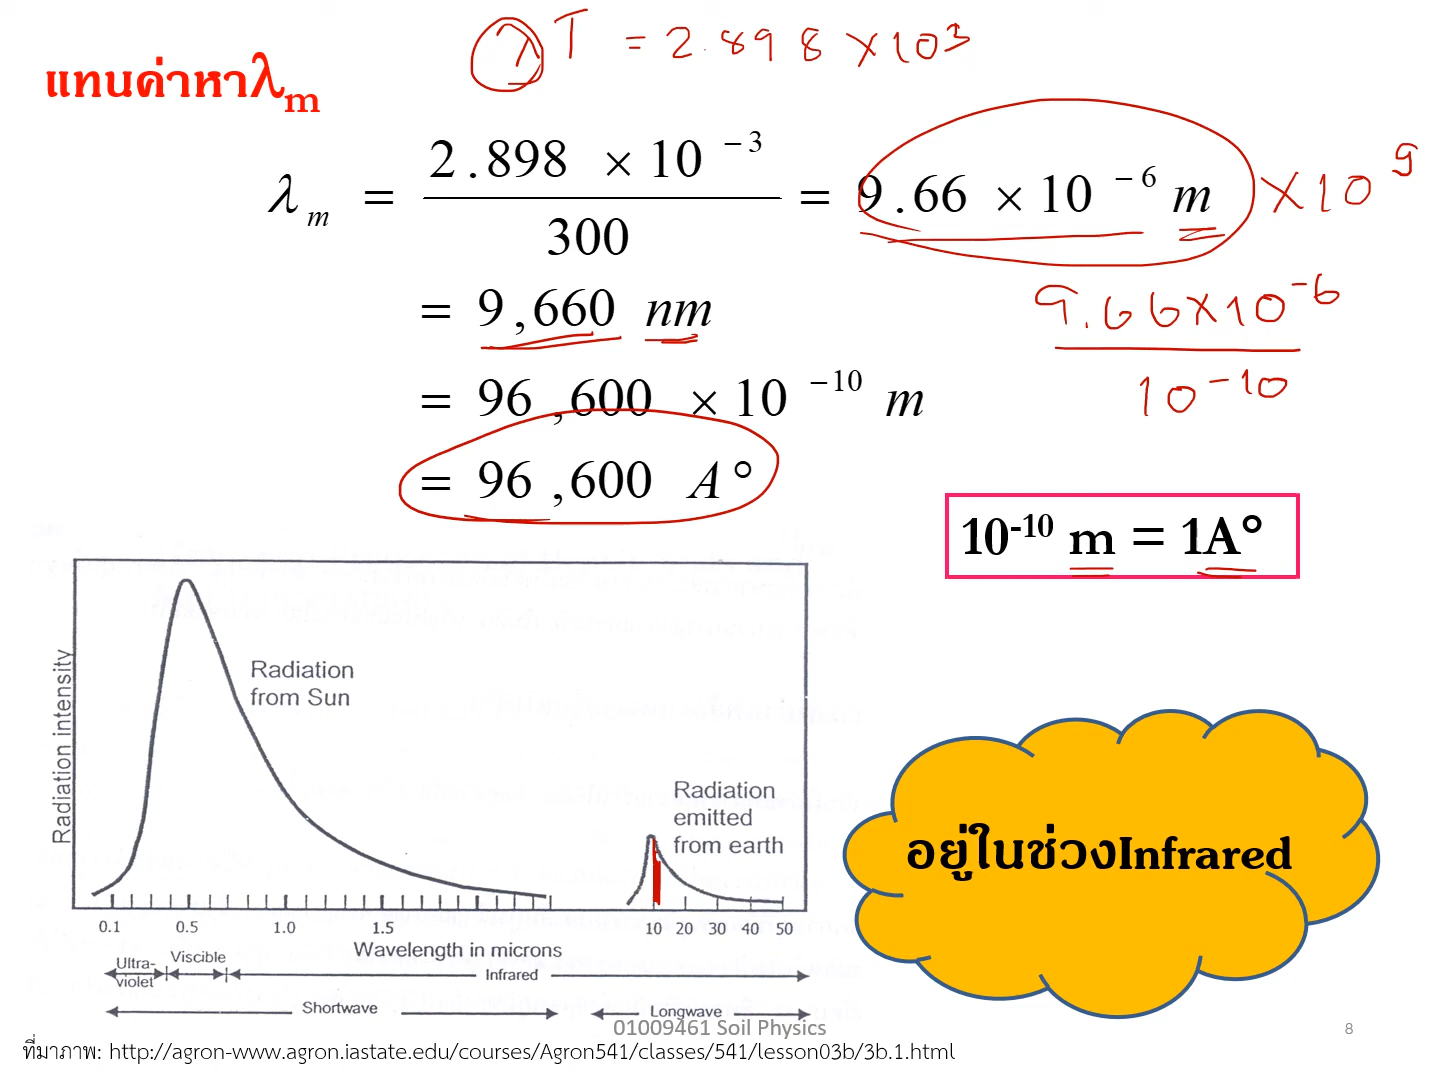 λT = 2.898 × 10³
แทนค่าหาλm
λm = 2.898 × 10⁻³ / 300 = 9.66 × 10⁻⁶ m ×10⁹
= 9,660 nm
9.66×10⁻⁶ / 10⁻¹⁰
= 96,600 × 10⁻¹⁰ m
= 96,600 A°
10⁻¹⁰ m = 1A°
Radiation intensity
Radiation
from Sun
Radiation
emitted
from earth
อยู่ในช่วงInfrared
0.1 0.5 1.0 1.5 10 20 30 40 50
Wavelength in microns
Ultra-
violet
Viscible
Infrared
Shortwave
Longwave
01009461 Soil Physics
8
ที่มาภาพ: http://agron-www.agron.iastate.edu/courses/Agron541/classes/541/lesson03b/3b.1.html